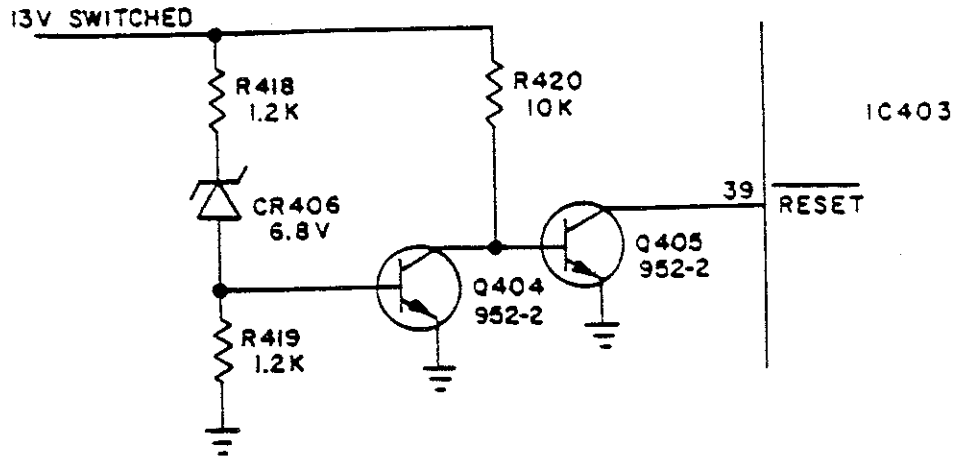 13V SWITCHED
R418
1.2K
R420
10K
IC403
CR406
6.8V
39
RESET
Q404
952-2
Q405
952-2
R419
1.2K